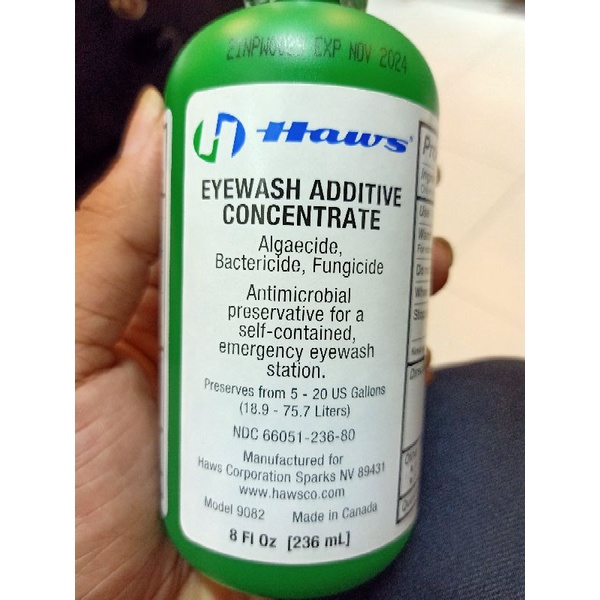 EXP NOV 2024
Haws®
EYEWASH ADDITIVE
CONCENTRATE
Algaecide,
Bactericide, Fungicide
Antimicrobial
preservative for a
self-contained,
emergency eyewash
station.
Preserves from 5 - 20 US Gallons
(18.9 - 75.7 Liters)
NDC 66051-236-80
Manufactured for
Haws Corporation Sparks NV 89431
www.hawsco.com
Model 9082 Made in Canada
8 Fl Oz [236 mL]